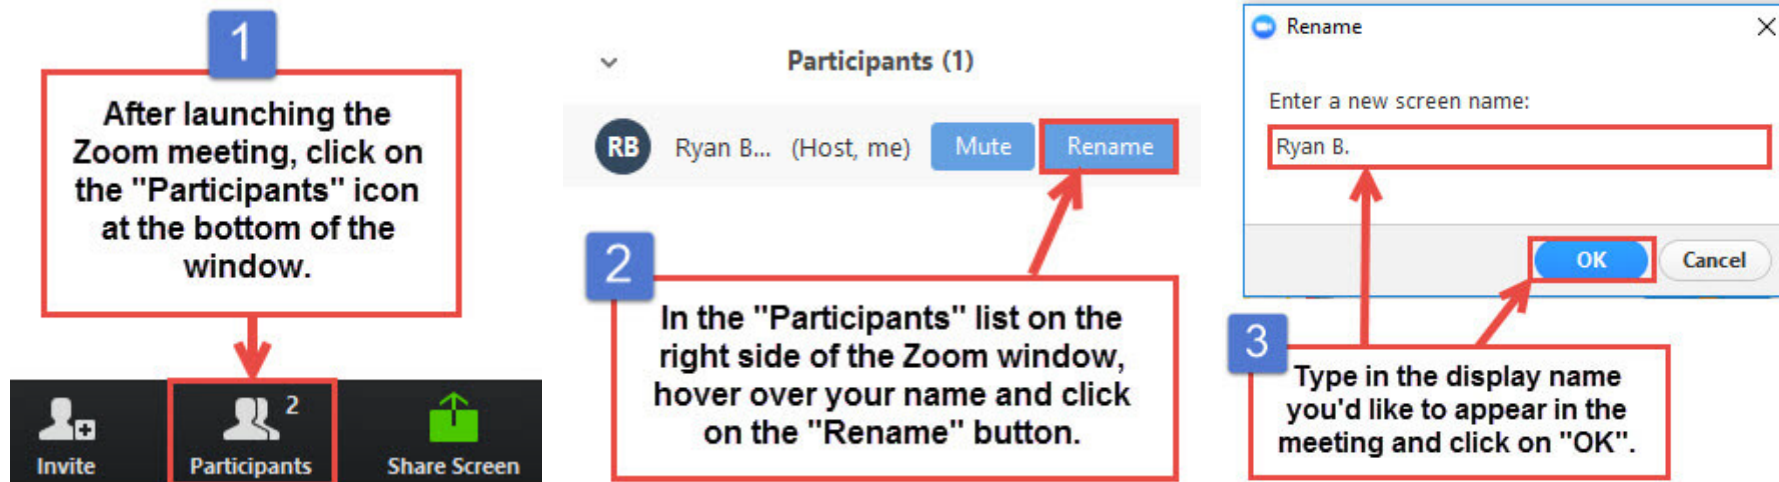 1
After launching the
Zoom meeting, click on
the "Participants" icon
at the bottom of the
window.
Invite
2
Participants
Share Screen
Participants (1)
RB Ryan B... (Host, me) Mute Rename
2
In the "Participants" list on the
right side of the Zoom window,
hover over your name and click
on the "Rename" button.
Rename
Enter a new screen name:
Ryan B.
OK Cancel
3
Type in the display name
you'd like to appear in the
meeting and click on "OK".